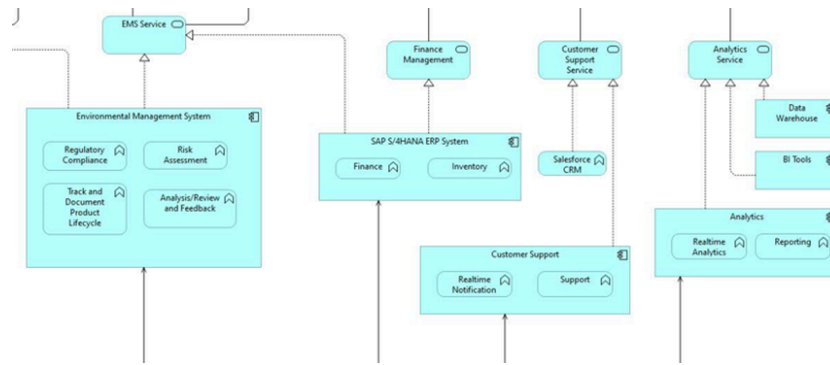 EMS Service
Finance
Management
Customer
Support
Service
Analytics
Service
Environmental Management System
Regulatory
Compliance
Risk
Assessment
Track and
Document
Product
Lifecycle
Analysis/Review
and Feedback
SAP S/4HANA ERP System
Finance
Inventory
Salesforce
CRM
Data
Warehouse
BI Tools
Analytics
Realtime
Analytics
Reporting
Customer Support
Realtime
Notification
Support